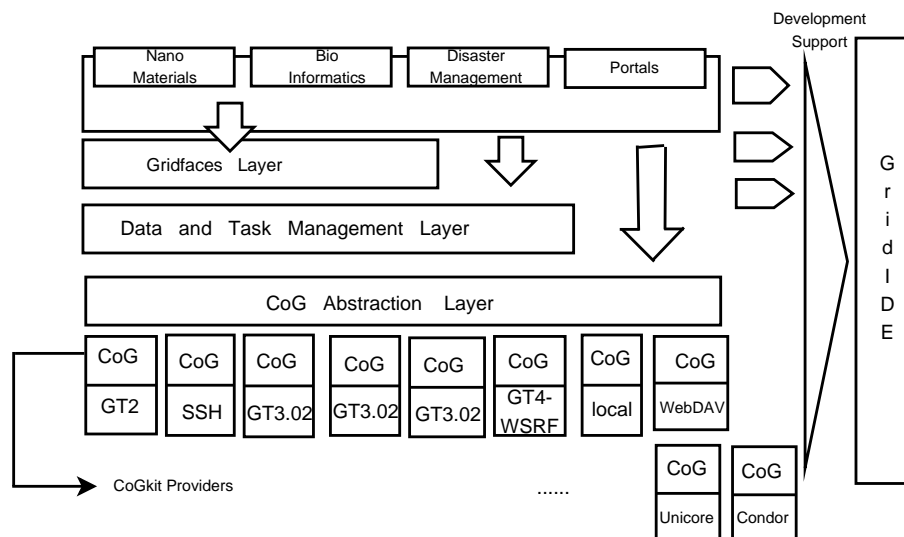 Development
Support
Nano
Materials
Bio
Informatics
Disaster
Management
Portals
Gridfaces Layer
Data and Task Management Layer
CoG Abstraction Layer
CoG
GT2
CoG
SSH
CoG
GT3.02
CoG
GT3.02
CoG
GT3.02
CoG
GT4-
WSRF
CoG
local
CoG
WebDAV
CoGkit Providers
......
CoG
Unicore
CoG
Condor
G
r
i
d
I
D
E